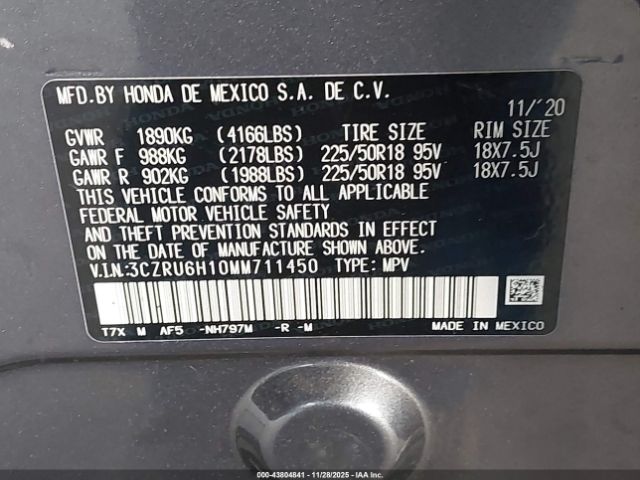 MFD.BY HONDA DE MEXICO S.A. DE C.V.
11/ʼ20
GVWR 1890KG (4166LBS) TIRE SIZE RIM SIZE
GAWR F 988KG (2178LBS) 225/50R18 95V 18X7.5J
GAWR R 902KG (1988LBS) 225/50R18 95V 18X7.5J
THIS VEHICLE CONFORMS TO ALL APPLICABLE
FEDERAL MOTOR VEHICLE SAFETY
AND THEFT PREVENTION STANDARDS IN EFFECT
ON THE DATE OF MANUFACTURE SHOWN ABOVE.
V.I.N:3CZRU6H10MM711450 TYPE: MPV
T7X M AF5 -NH797M -R -M
MADE IN MEXICO
000-43804841 - 11/28/2025 - IAAI.COM